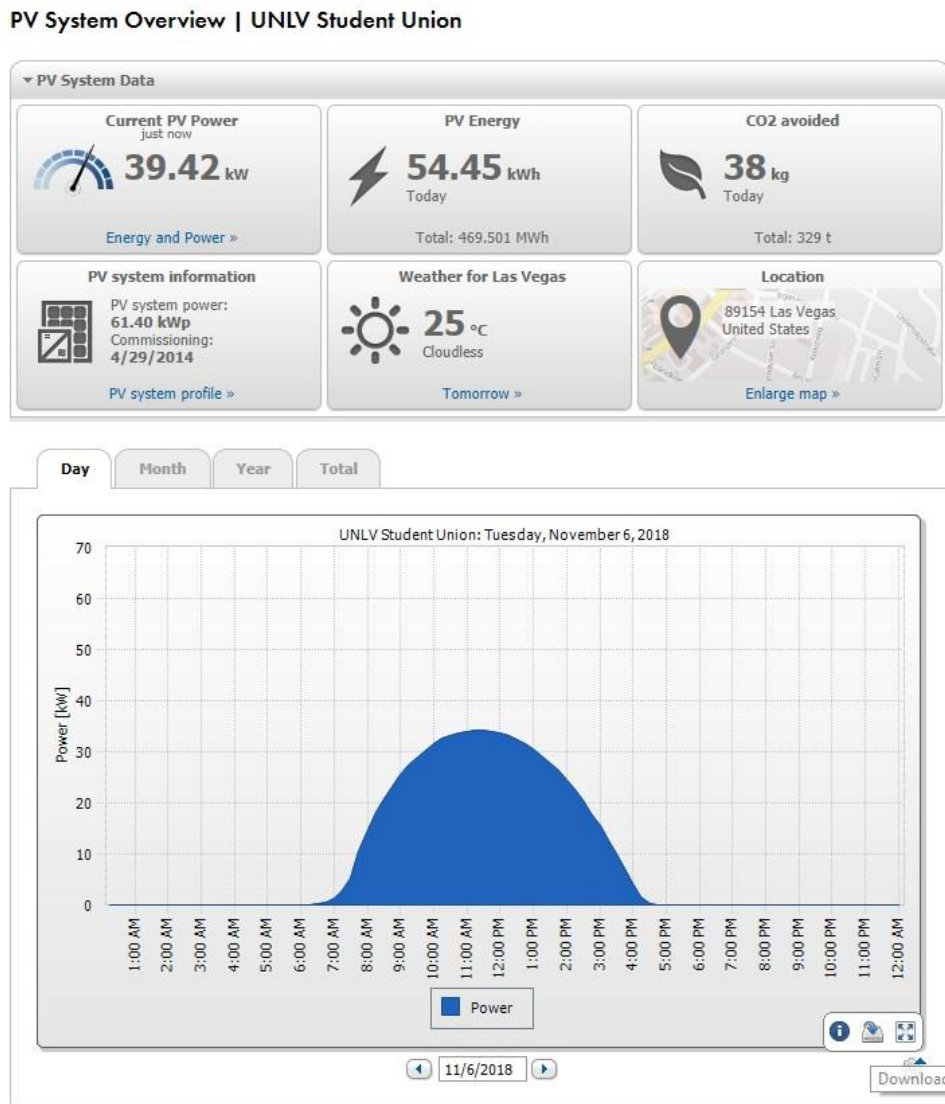 PV System Overview | UNLV Student Union
PV System Data
Current PV Power
just now
39.42 kW
Energy and Power »
PV Energy
54.45 kWh
Today
Total: 469.501 MWh
CO2 avoided
38 kg
Today
Total: 329 t
PV system information
PV system power:
61.40 kWp
Commissioning:
4/29/2014
PV system profile »
Weather for Las Vegas
25 °C
Cloudless
Tomorrow »
Location
89154 Las Vegas
United States
Enlarge map »
Day Month Year Total
UNLV Student Union: Tuesday, November 6, 2018
Power [kW]
70
60
50
40
30
20
10
0
1:00 AM 2:00 AM 3:00 AM 4:00 AM 5:00 AM 6:00 AM 7:00 AM 8:00 AM 9:00 AM 10:00 AM 11:00 AM 12:00 PM 1:00 PM 2:00 PM 3:00 PM 4:00 PM 5:00 PM 6:00 PM 7:00 PM 8:00 PM 9:00 PM 10:00 PM 11:00 PM 12:00 AM
Power
11/6/2018
Download